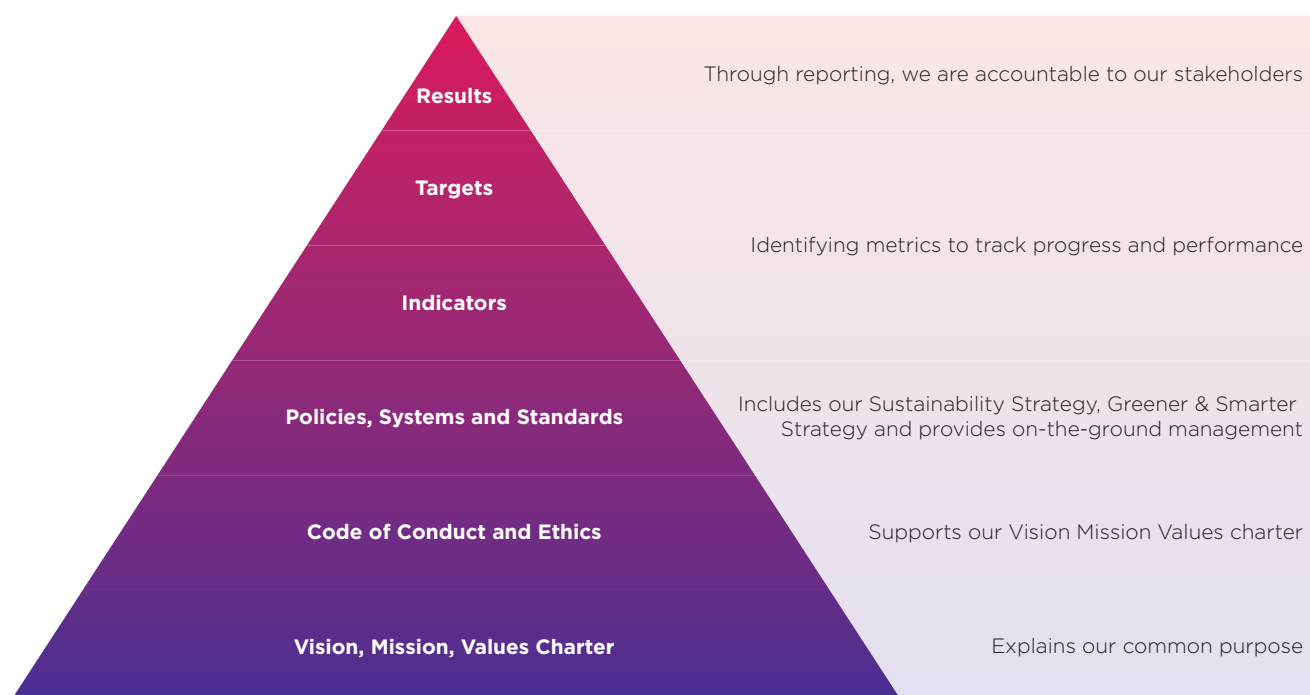 Through reporting, we are accountable to our stakeholders
Results
Targets
Identifying metrics to track progress and performance
Indicators
Policies, Systems and Standards
Includes our Sustainability Strategy, Greener & Smarter
Strategy and provides on-the-ground management
Code of Conduct and Ethics
Supports our Vision Mission Values charter
Vision, Mission, Values Charter
Explains our common purpose